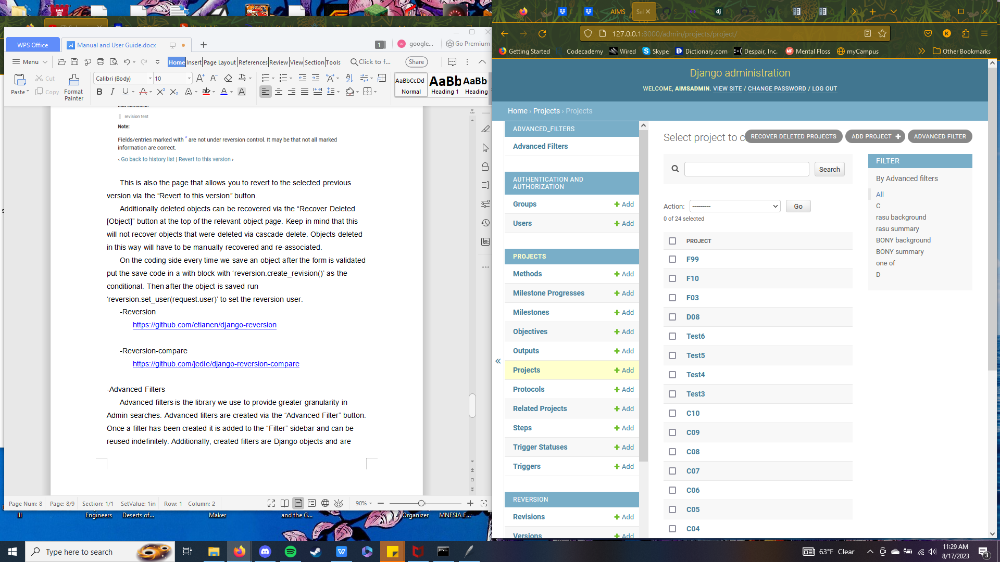 WPS Office
Manual and User Guide.docx
1
google...
Go Premium
Menu
Home
Insert
Page Layout
References
Review
View
Section
Tools
Click to f...
Share
Paste
Cut
Copy
Format
Painter
Calibri (Body)
10
AaBbCcDd
Normal
AaBb
Heading 1
AaBb
Heading
Edit comment:
revision test
Note:
Fields/entries marked with * are not under reversion control. It may be that not all marked
information are correct.
‹ Go back to history list | Revert to this version ›
This is also the page that allows you to revert to the selected previous
version via the “Revert to this version” button.
Additionally deleted objects can be recovered via the “Recover Deleted
[Object]” button at the top of the relevant object page. Keep in mind that this
will not recover objects that were deleted via cascade delete. Objects deleted
in this way will have to be manually recovered and re-associated.
On the coding side every time we save an object after the form is validated
put the save code in a with block with ‘reversion.create_revision()’ as the
conditional. Then after the object is saved run
‘reversion.set_user(request.user)’ to set the reversion user.
-Reversion
https://github.com/etianen/django-reversion
-Reversion-compare
https://github.com/jedie/django-reversion-compare
-Advanced Filters
Advanced filters is the library we use to provide greater granularity in
Admin searches. Advanced filters are created via the “Advanced Filter” button.
Once a filter has been created it is added to the “Filter” sidebar and can be
reused indefinitely. Additionally, created filters are Django objects and are
Page Num: 8
Page: 8/9
Section: 1/1
SetValue: 1in
Row: 1
Column: 2
90%
III
Engineers
Deserts of...
Maker
and the G...
Organizer
MNESIA E...
AIMS
Se
dj
127.0.0.1:8000/admin/projects/project/
Getting Started
Codecademy
Wired
Skype
Dictionary.com
Despair, Inc.
Mental Floss
myCampus
Other Bookmarks
Django administration
WELCOME, AIMSADMIN. VIEW SITE / CHANGE PASSWORD / LOG OUT
Home › Projects › Projects
ADVANCED_FILTERS
Advanced Filters
AUTHENTICATION AND
AUTHORIZATION
Groups
Add
Users
Add
PROJECTS
Methods
Add
Milestone Progresses
Add
Milestones
Add
Objectives
Add
Outputs
Add
Projects
Add
Protocols
Add
Related Projects
Add
Steps
Add
Trigger Statuses
Add
Triggers
Add
REVERSION
Revisions
Add
Versions
Add
Select project to c
RECOVER DELETED PROJECTS
ADD PROJECT +
ADVANCED FILTER
Search
Action:
---------
Go
0 of 24 selected
PROJECT
F99
F10
F03
D08
Test6
Test5
Test4
Test3
C10
C09
C08
C07
C06
C05
C04
FILTER
By Advanced filters
All
C
rasu background
rasu summary
BONY background
BONY summary
one of
D
Type here to search
63°F Clear
11:29 AM
8/17/2023
3